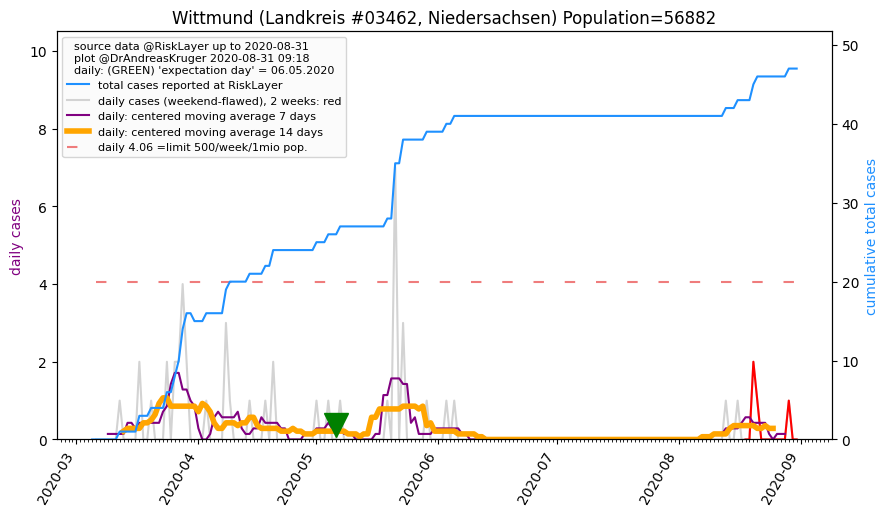 Wittmund (Landkreis #03462, Niedersachsen) Population=56882
source data @RiskLayer up to 2020-08-31
plot @DrAndreasKruger 2020-08-31 09:18
daily: (GREEN) 'expectation day' = 06.05.2020
total cases reported at RiskLayer
daily cases (weekend-flawed), 2 weeks: red
daily: centered moving average 7 days
daily: centered moving average 14 days
daily 4.06 =limit 500/week/1mio pop.
daily cases
10
8
6
4
2
0
cumulative total cases
50
40
30
20
10
0
2020-03
2020-04
2020-05
2020-06
2020-07
2020-08
2020-09